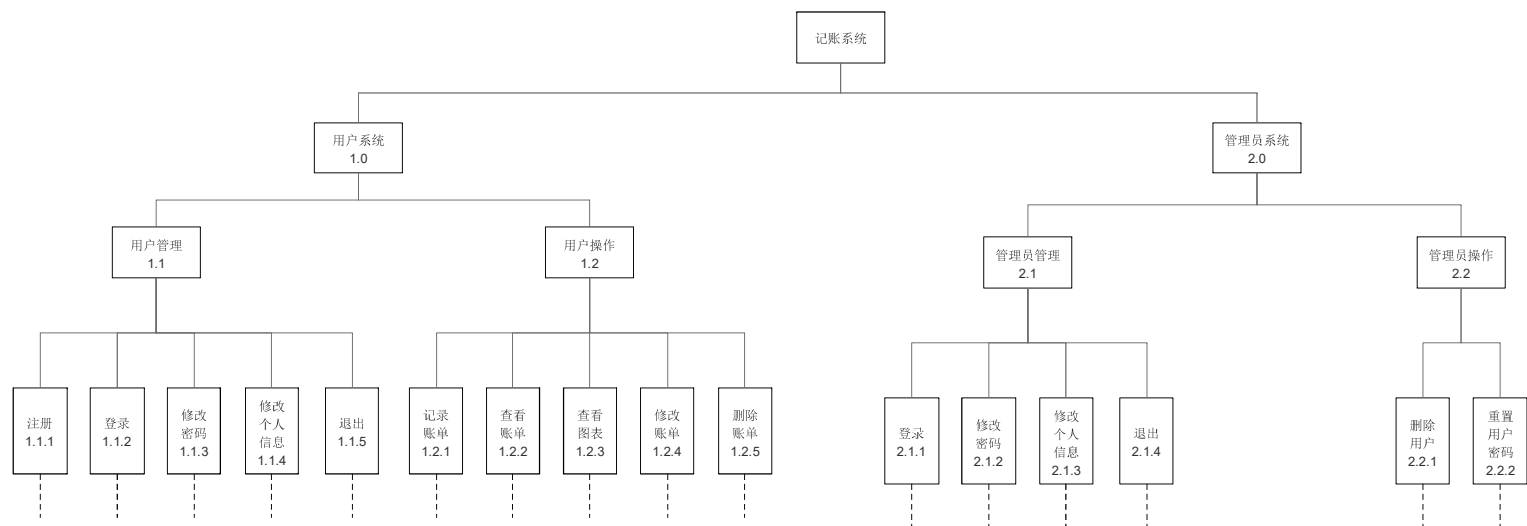 记账系统
用户系统
1.0
管理员系统
2.0
用户管理
1.1
用户操作
1.2
管理员管理
2.1
管理员操作
2.2
注册
1.1.1
登录
1.1.2
修改
密码
1.1.3
修改
个人
信息
1.1.4
退出
1.1.5
记录
账单
1.2.1
查看
账单
1.2.2
查看
图表
1.2.3
修改
账单
1.2.4
删除
账单
1.2.5
登录
2.1.1
修改
密码
2.1.2
修改
个人
信息
2.1.3
退出
2.1.4
删除
用户
2.2.1
重置
用户
密码
2.2.2